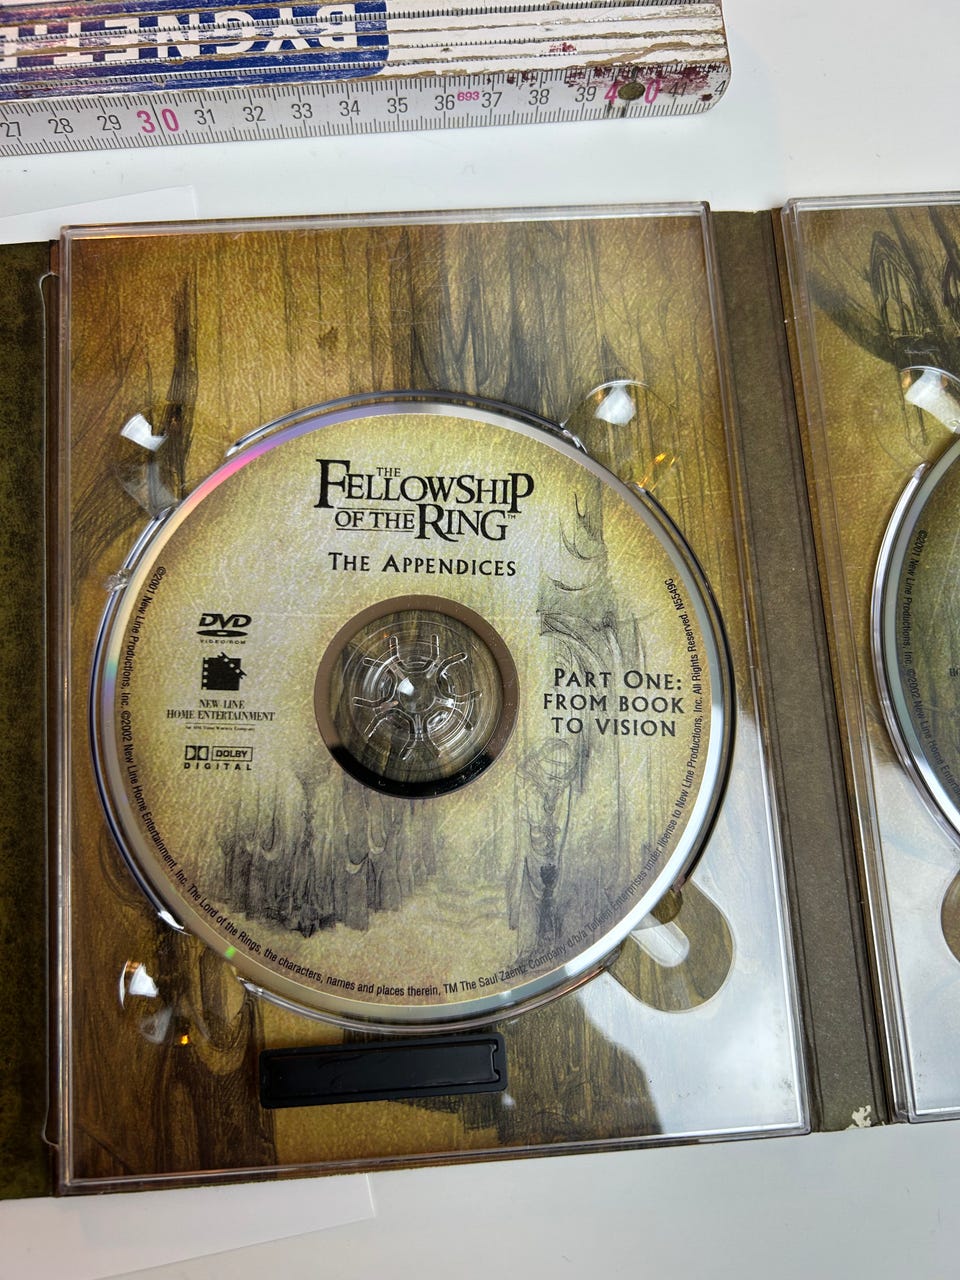 BYGNET
27 28 29 30 31 32 33 34 35 36 693 37 38 39 40 41
THE
FELLOWSHIP
OF THE RING™
THE APPENDICES
DVD
VIDEO/ROM
NEW LINE
HOME ENTERTAINMENT
DOLBY
DIGITAL
PART ONE:
FROM BOOK
TO VISION
©2001 New Line Productions, Inc. ©2002 New Line Home Entertainment, Inc. The Lord of the Rings, the characters, names and places therein, TM The Saul Zaentz Company d/b/a Tolkien Enterprises under license to New Line Productions, Inc. All Rights Reserved. N5549C
©2001 New Line Productions, Inc. ©2002 New Line Home